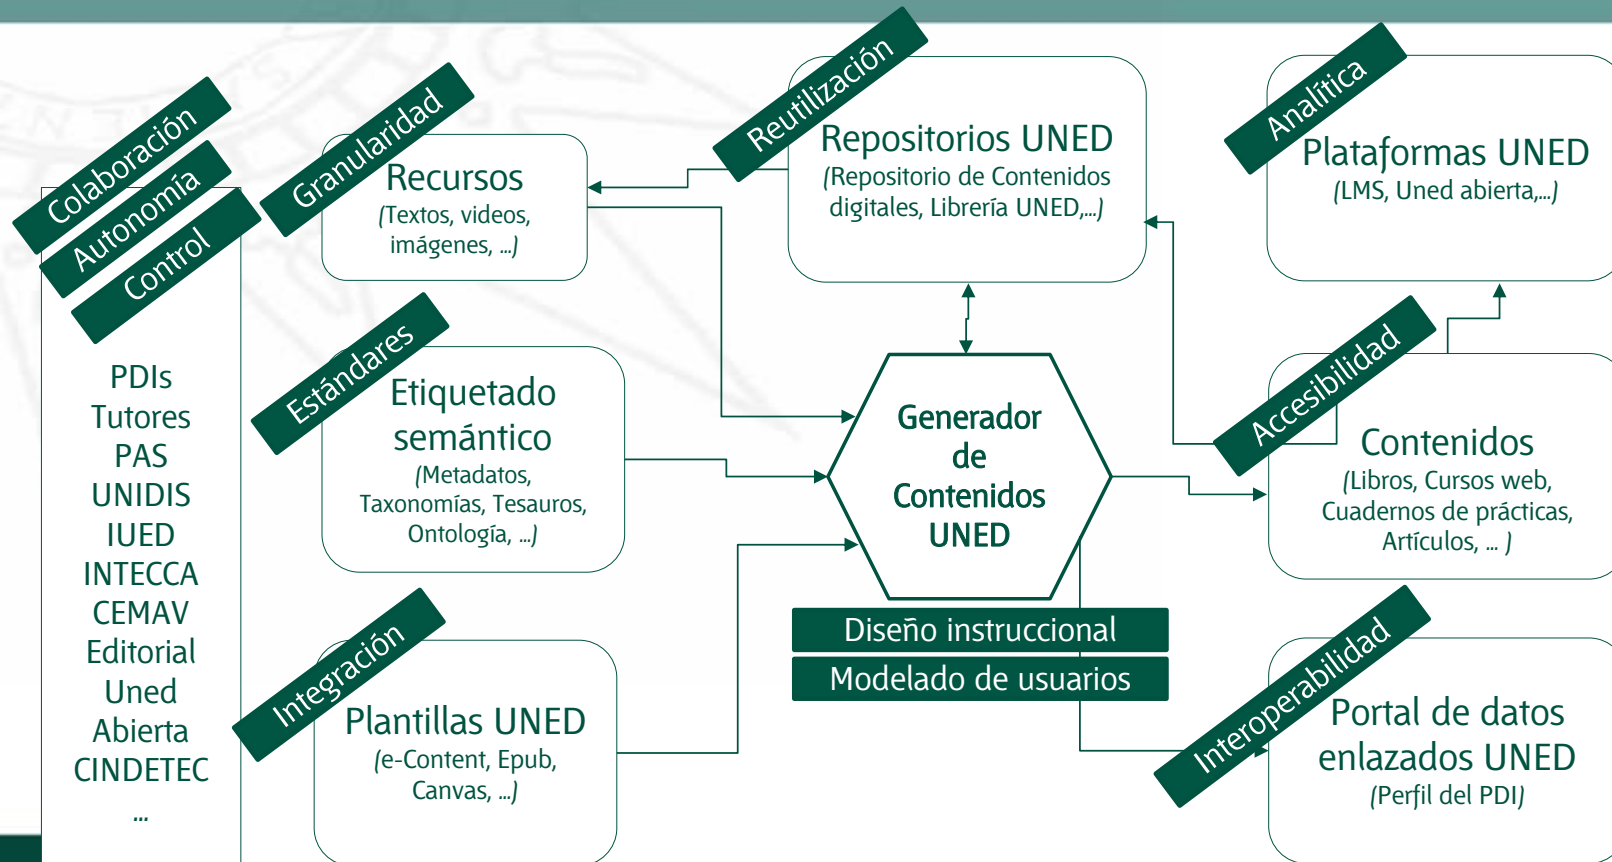 Colaboración
Autonomía
Control
PDIs
Tutores
PAS
UNIDIS
IUED
INTECCA
CEMAV
Editorial
Uned
Abierta
CINDETEC
...
Granularidad
Recursos
(Textos, videos,
imágenes, ...)
Estándares
Etiquetado
semántico
(Metadatos,
Taxonomías, Tesauros,
Ontología, ...)
Integración
Plantillas UNED
(e-Content, Epub,
Canvas, ...)
Reutilización
Repositorios UNED
(Repositorio de Contenidos
digitales, Librería UNED,...)
Generador
de
Contenidos
UNED
Diseño instruccional
Modelado de usuarios
Analítica
Plataformas UNED
(LMS, Uned abierta,...)
Accesibilidad
Contenidos
(Libros, Cursos web,
Cuadernos de prácticas,
Artículos, ... )
Interoperabilidad
Portal de datos
enlazados UNED
(Perfil del PDI)